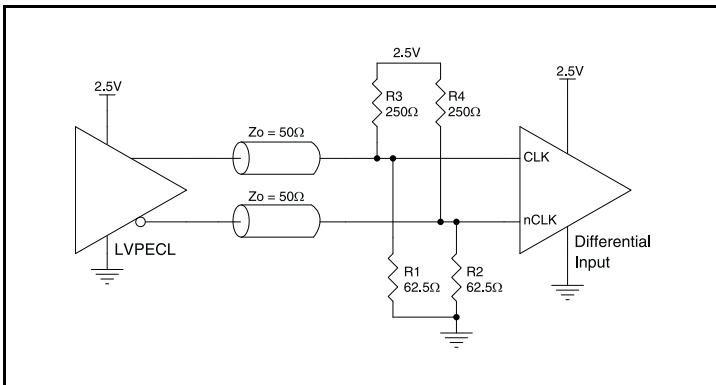 2.5V
2.5V
2.5V
R3
250Ω
R4
250Ω
Zo = 50Ω
CLK
Zo = 50Ω
nCLK
LVPECL
Differential
Input
R1
62.5Ω
R2
62.5Ω